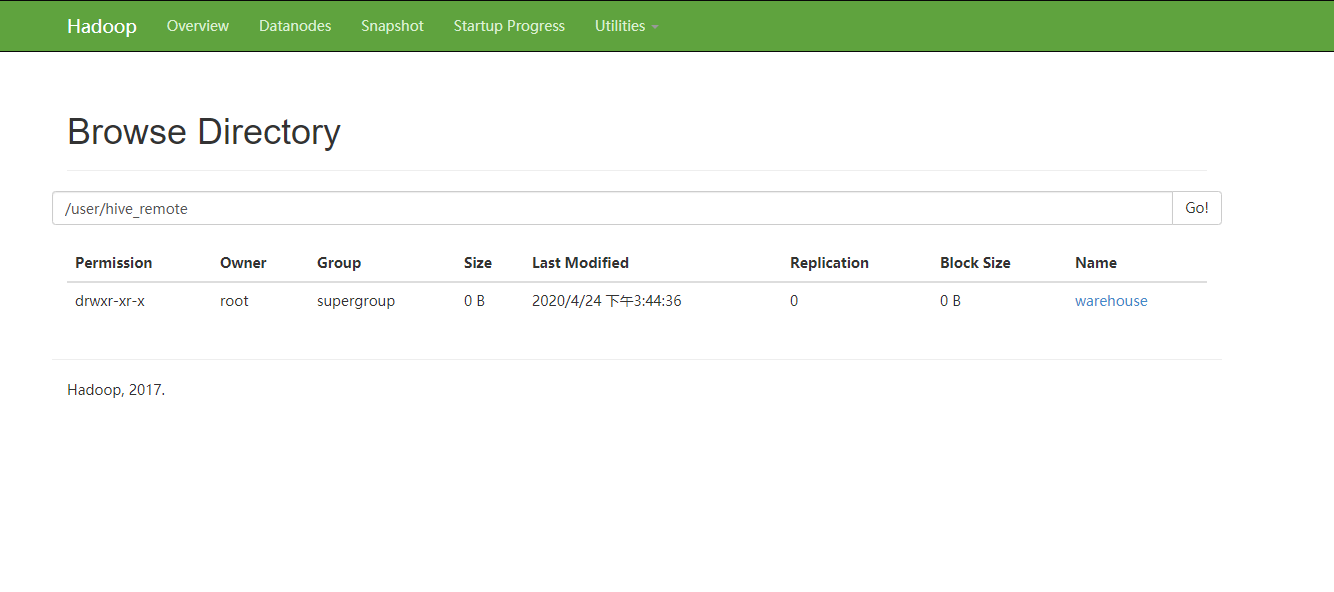 Hadoop Overview Datanodes Snapshot Startup Progress Utilities
Browse Directory
/user/hive_remote Go!
Permission Owner Group Size Last Modified Replication Block Size Name
drwxr-xr-x root supergroup 0 B 2020/4/24 下午3:44:36 0 0 B warehouse
Hadoop, 2017.